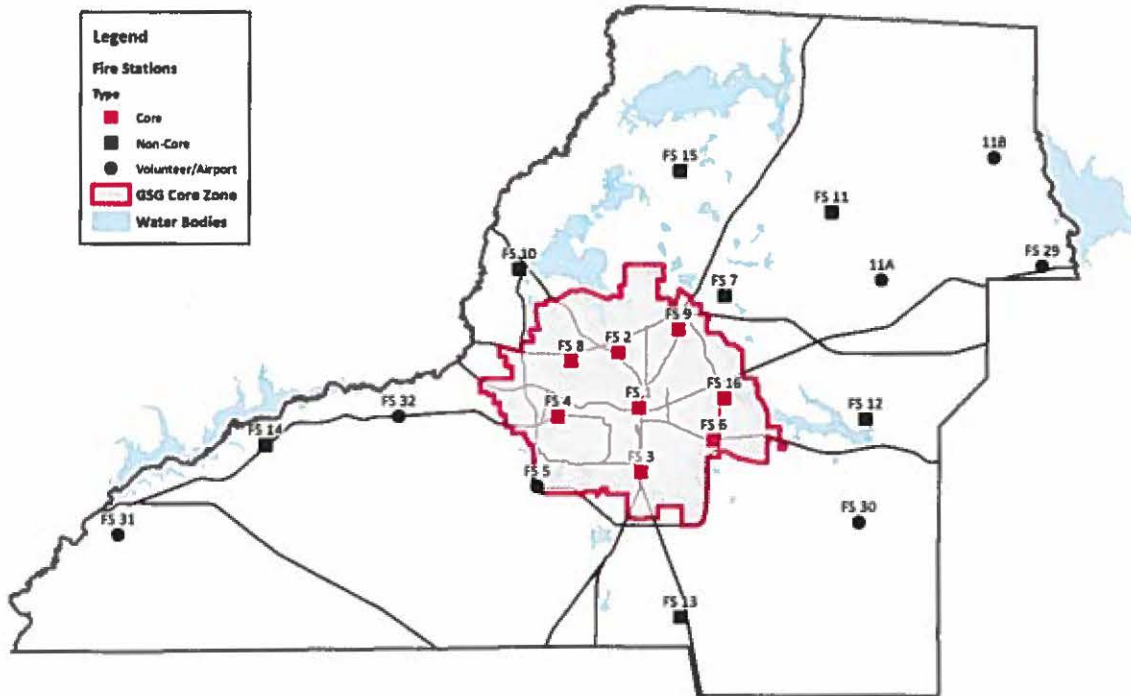 Legend
Fire Stations
Type
Core
Non-Core
Volunteer/Airport
GSG Core Zone
Water Bodies
11B
FS 15
FS 11
FS 10
FS 29
11A
FS 7
FS 9
FS 2
FS 8
FS 16
FS 1
FS 4
FS 32
FS 12
FS 14
FS 6
FS 3
FS 5
FS 31
FS 30
FS 13